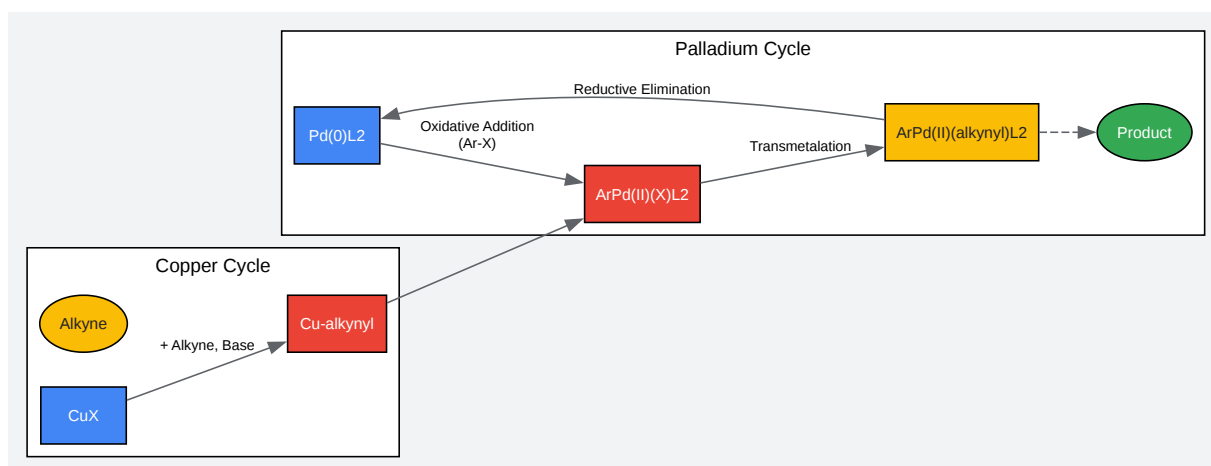 Palladium Cycle
Reductive Elimination
Pd(0)L2
Oxidative Addition
(Ar-X)
ArPd(II)(X)L2
Transmetalation
ArPd(II)(alkynyl)L2
Product
Copper Cycle
Alkyne
Cu-alkynyl
+ Alkyne, Base
CuX